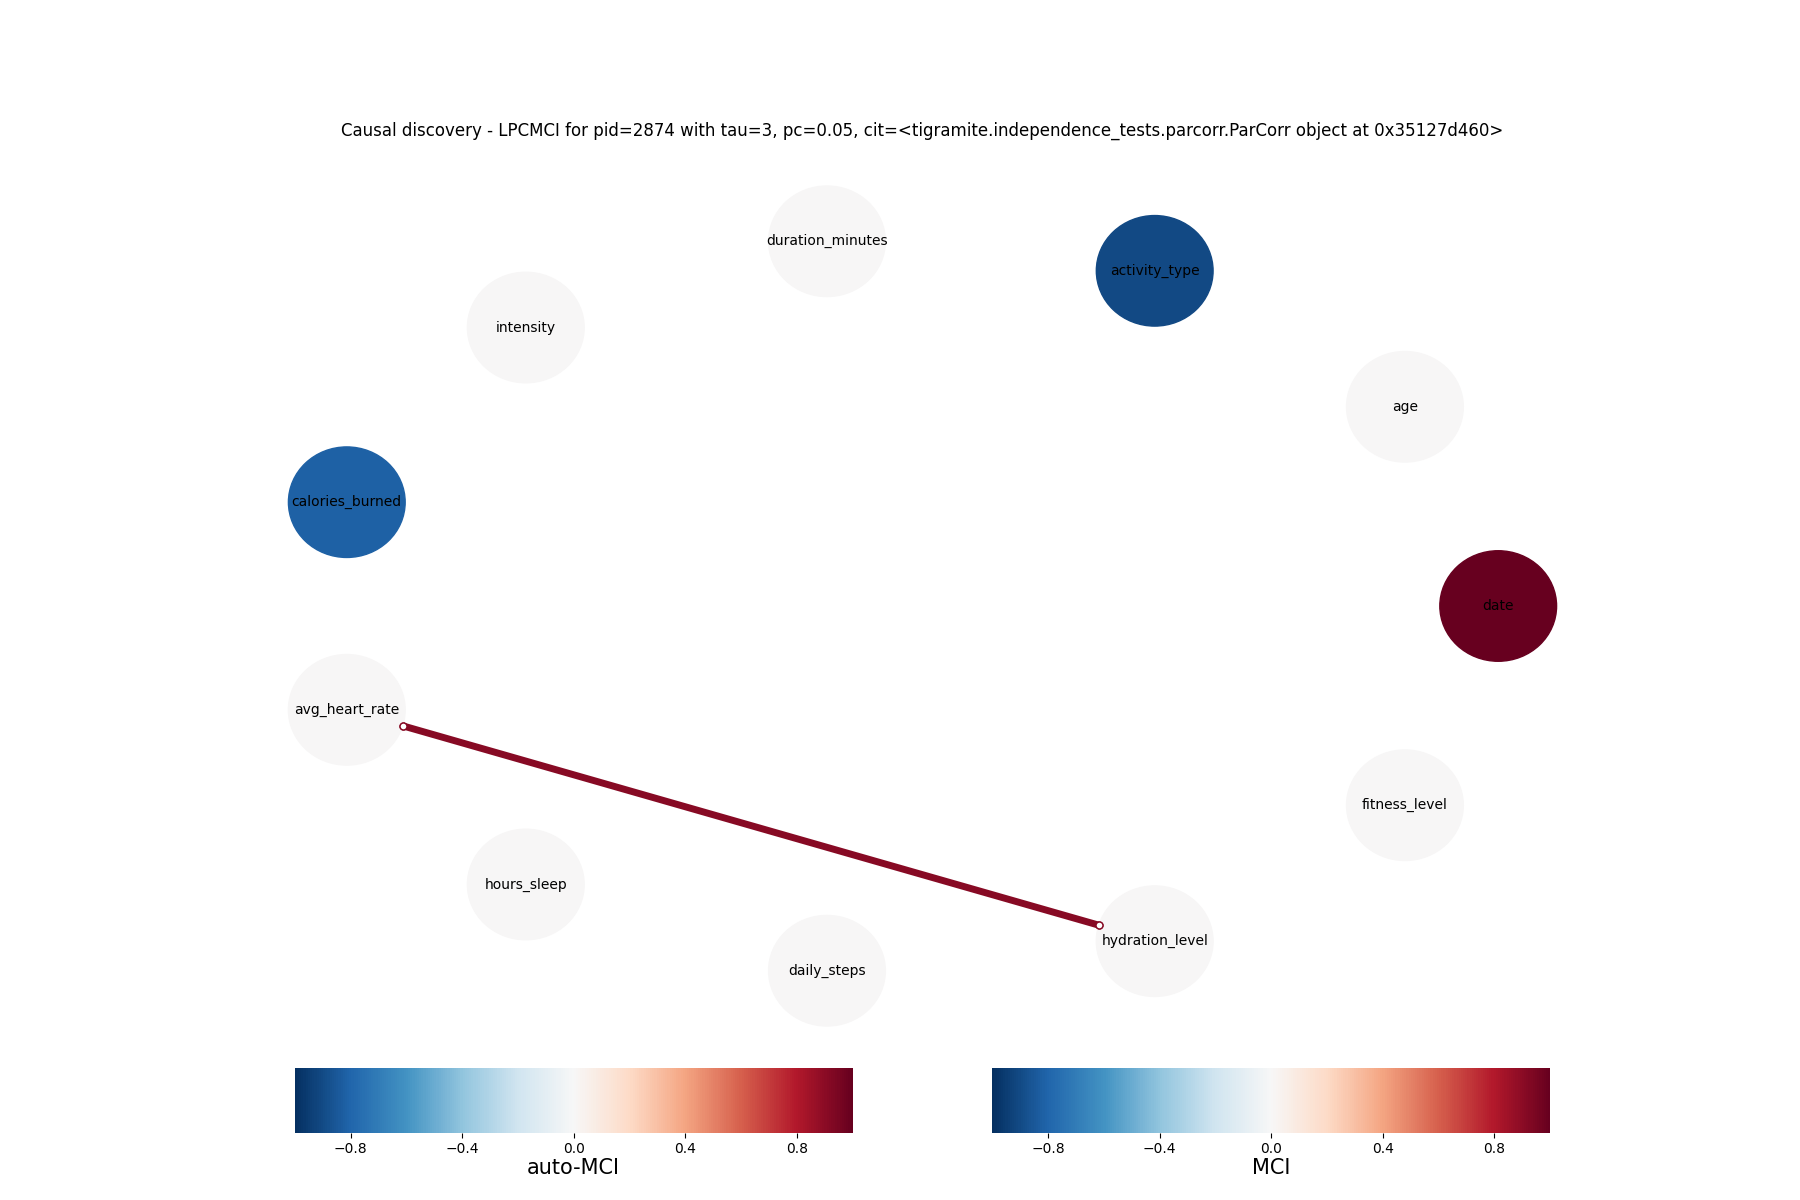 Causal discovery - LPCMCI for pid=2874 with tau=3, pc=0.05, cit=<tigramite.independence_tests.parcorr.ParCorr object at 0x35127d460>
duration_minutes
activity_type
intensity
age
calories_burned
date
avg_heart_rate
fitness_level
hours_sleep
hydration_level
daily_steps
−0.8 −0.4 0.0 0.4 0.8
auto-MCI
−0.8 −0.4 0.0 0.4 0.8
MCI